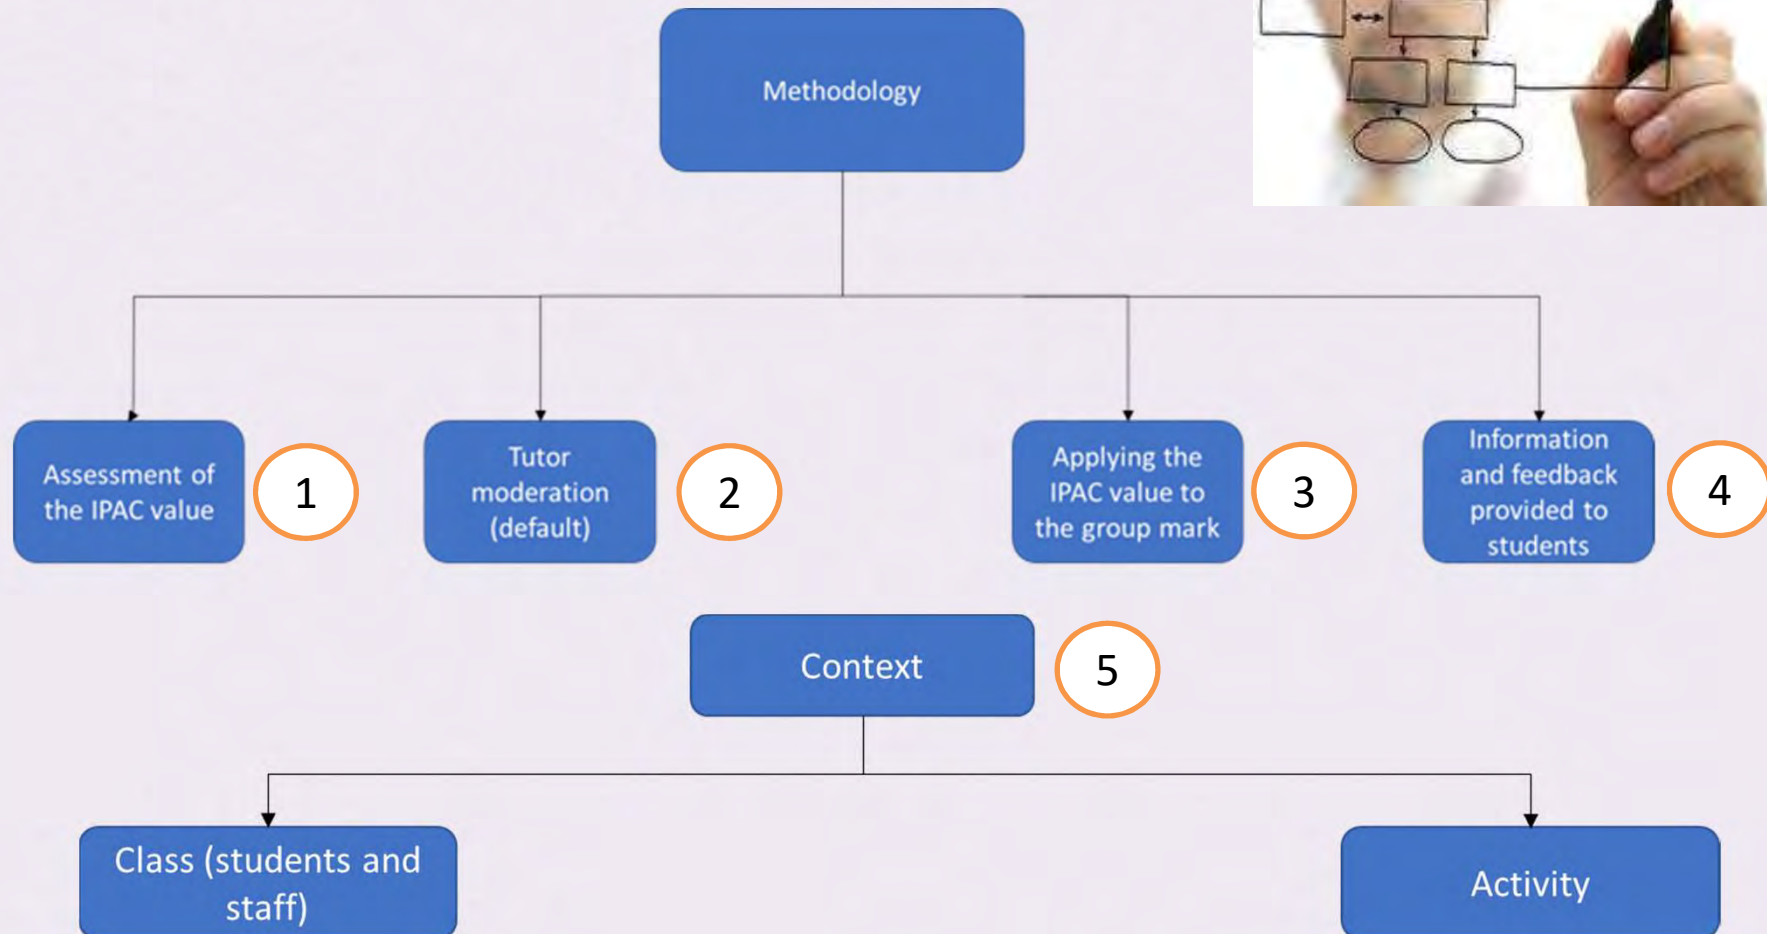 Methodology
Assessment of
the IPAC value
1
Tutor
moderation
(default)
2
Applying the
IPAC value to
the group mark
3
Information
and feedback
provided to
students
4
Context
5
Class (students and
staff)
Activity